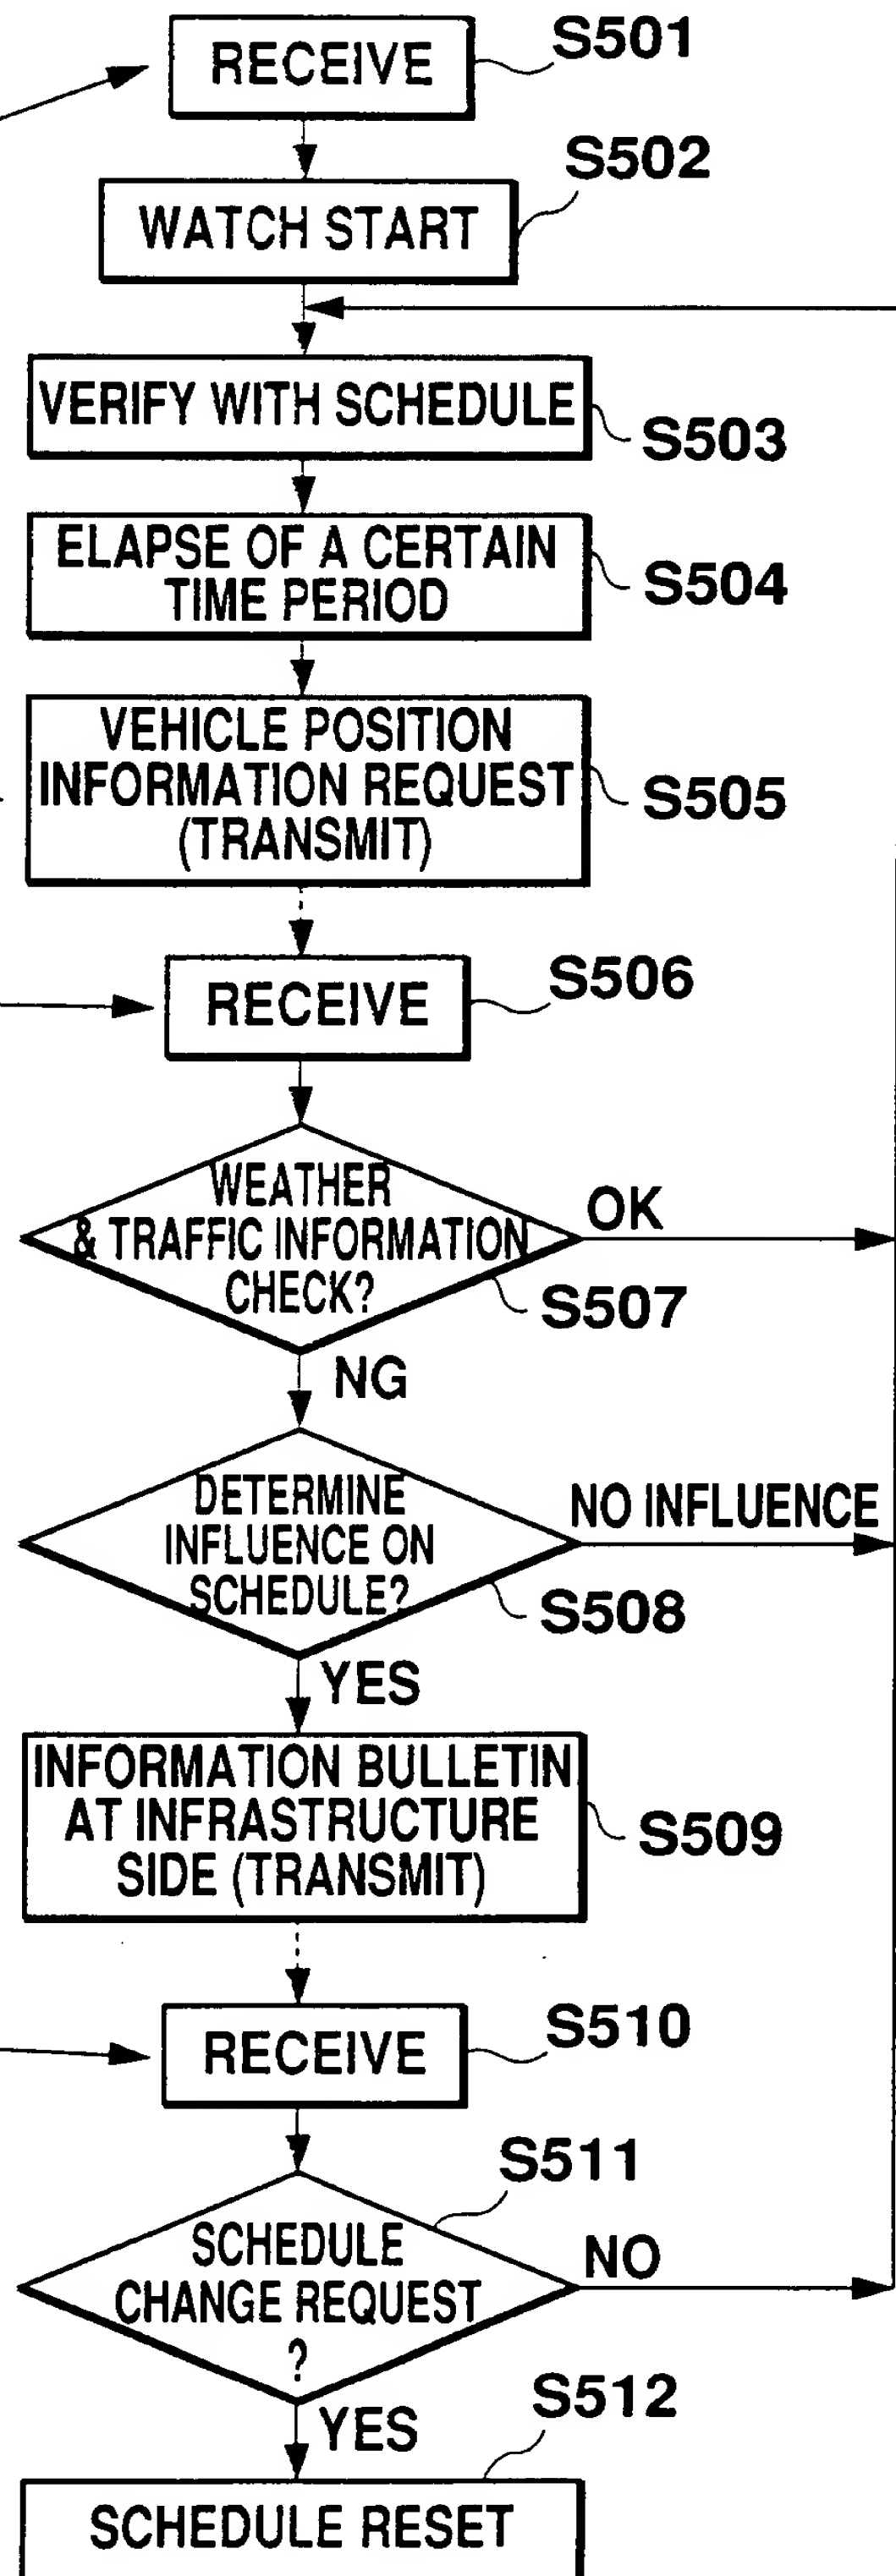 RECEIVE
S501
S502
WATCH START
VERIFY WITH SCHEDULE
S503
ELAPSE OF A CERTAIN
TIME PERIOD
S504
VEHICLE POSITION
INFORMATION REQUEST
(TRANSMIT)
S505
RECEIVE
S506
WEATHER
& TRAFFIC INFORMATION
CHECK?
OK
S507
NG
DETERMINE
INFLUENCE ON
SCHEDULE?
NO INFLUENCE
S508
YES
INFORMATION BULLETIN
AT INFRASTRUCTURE
SIDE (TRANSMIT)
S509
RECEIVE
S510
S511
SCHEDULE
CHANGE REQUEST
?
NO
YES
S512
SCHEDULE RESET